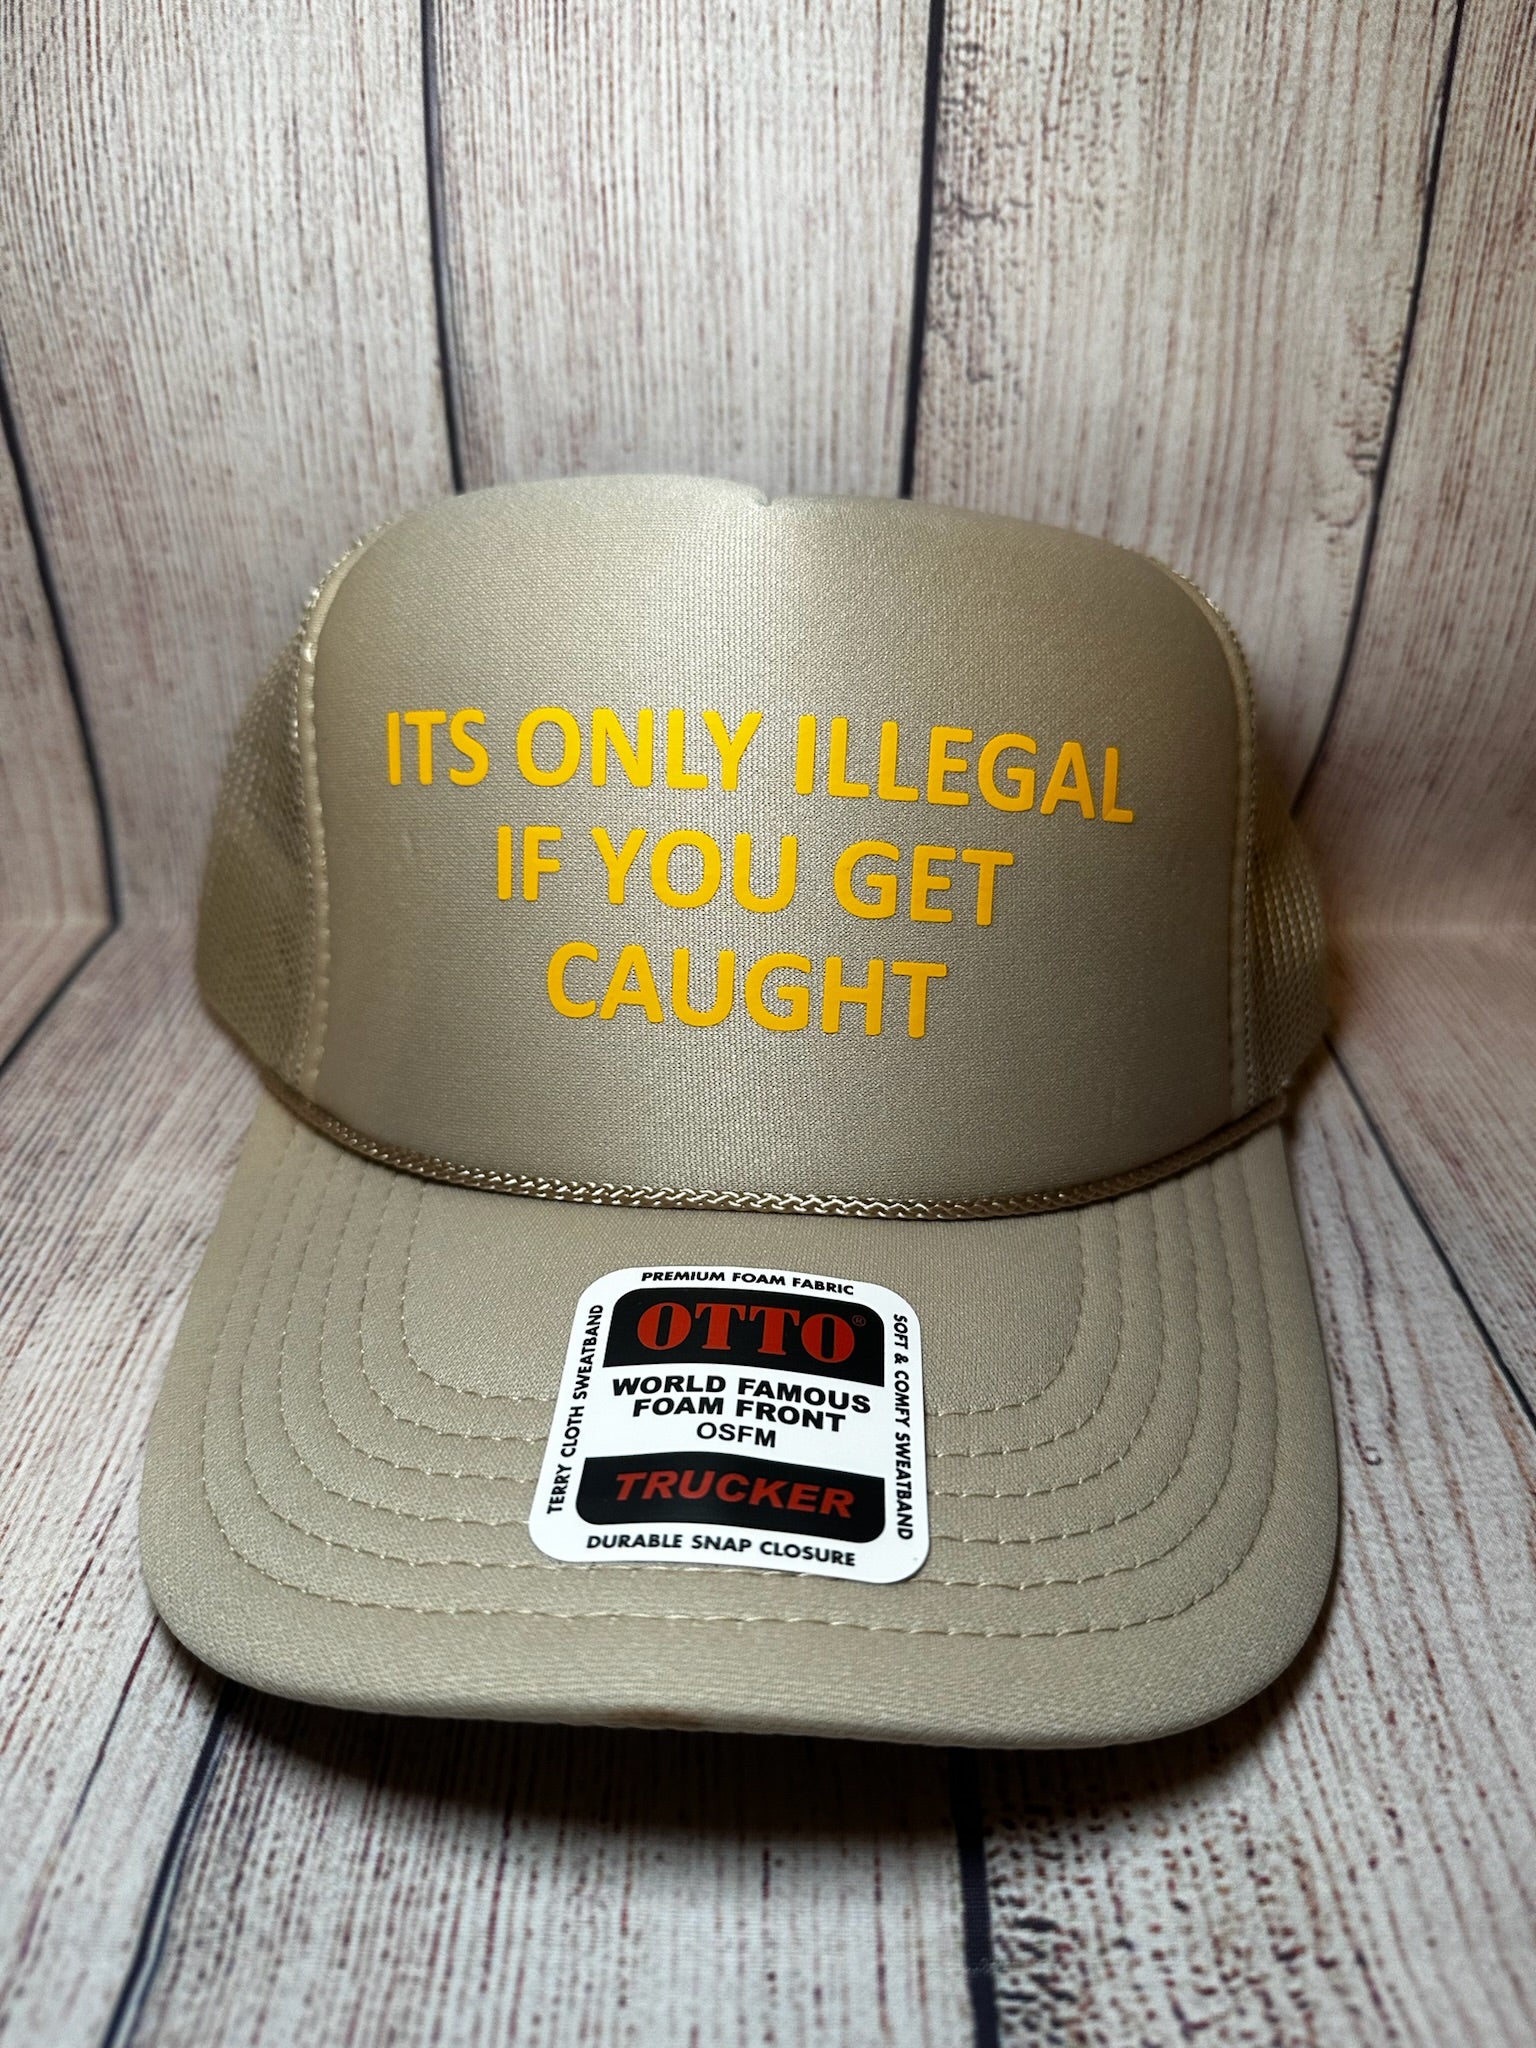 ITS ONLY ILLEGAL
IF YOU GET
CAUGHT
PREMIUM FOAM FABRIC
OTTO®
WORLD FAMOUS
FOAM FRONT
OSFM
TRUCKER
DURABLE SNAP CLOSURE
TERRY CLOTH SWEATBAND
SOFT & COMFY SWEATBAND